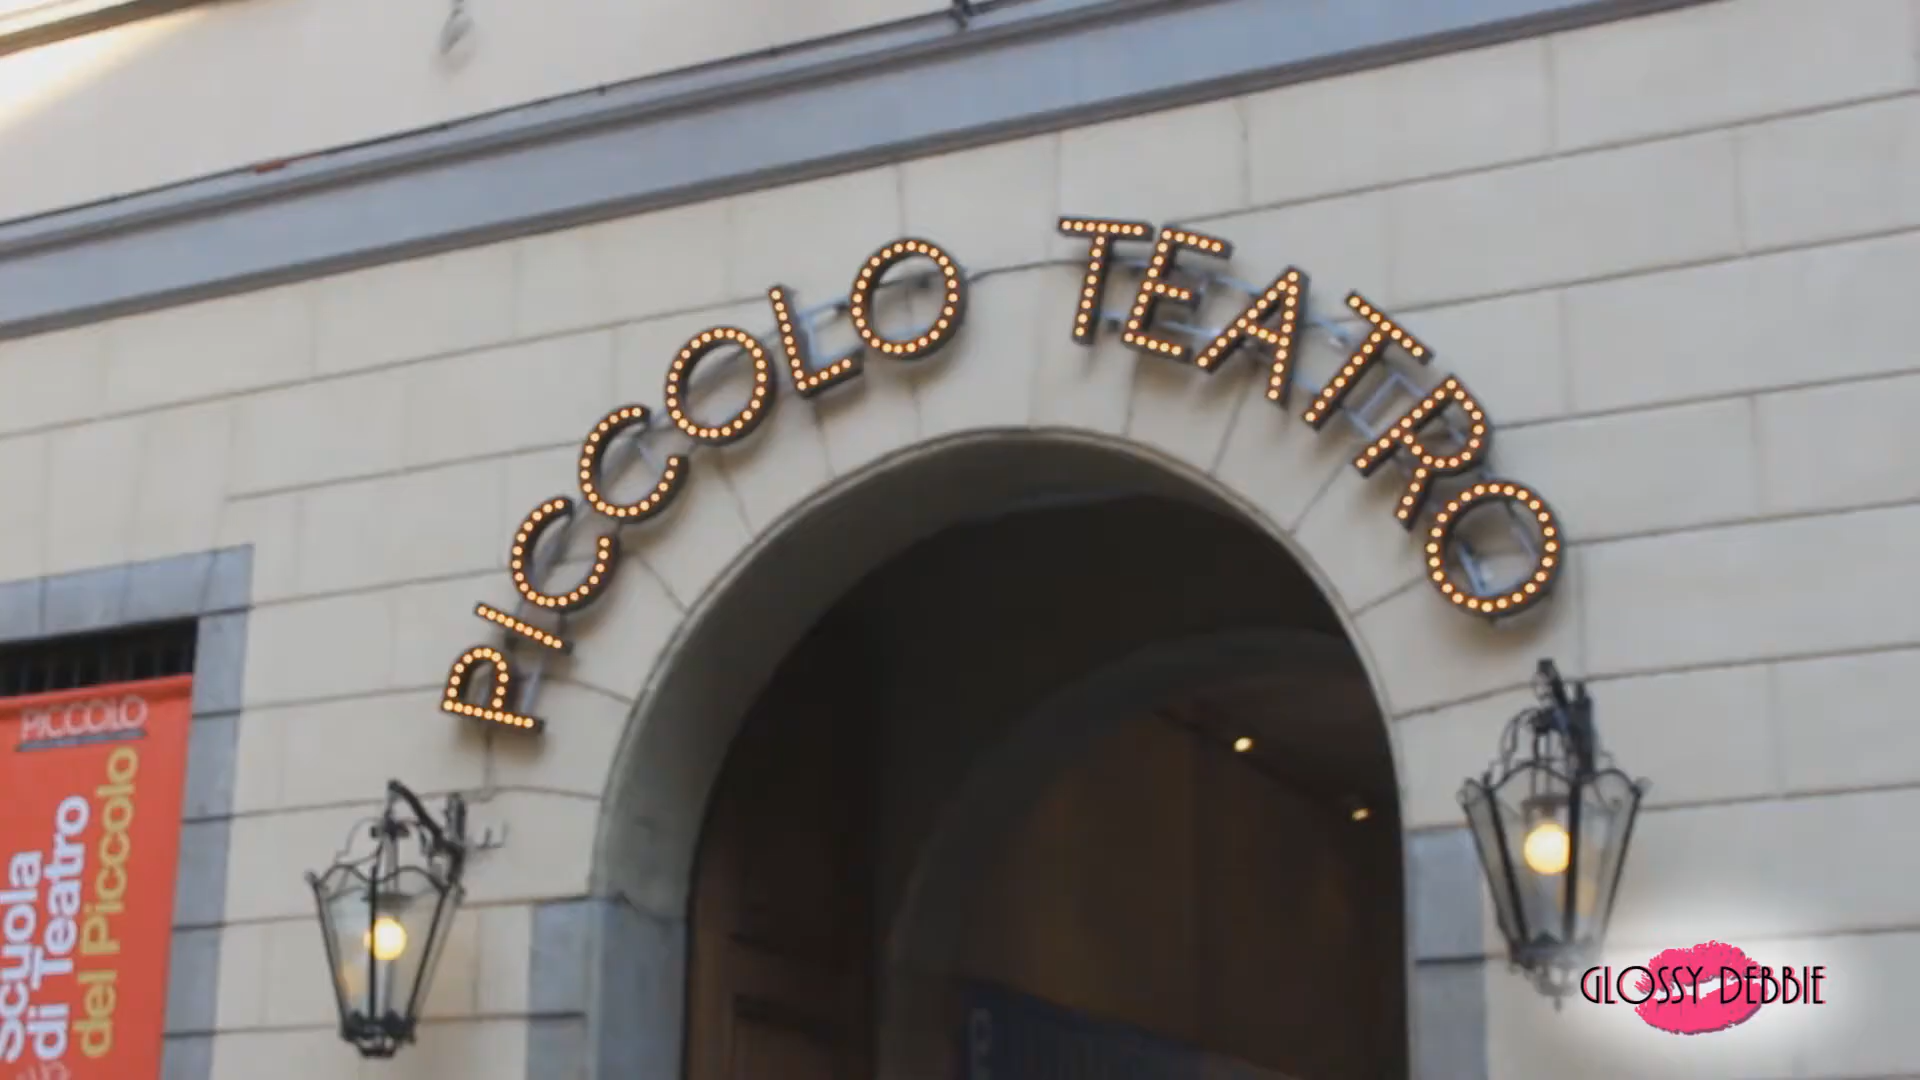 PICCOLO TEATRO
PICCOLO
Scuola
di Teatro
del Piccolo
GLOSSY DEBBIE